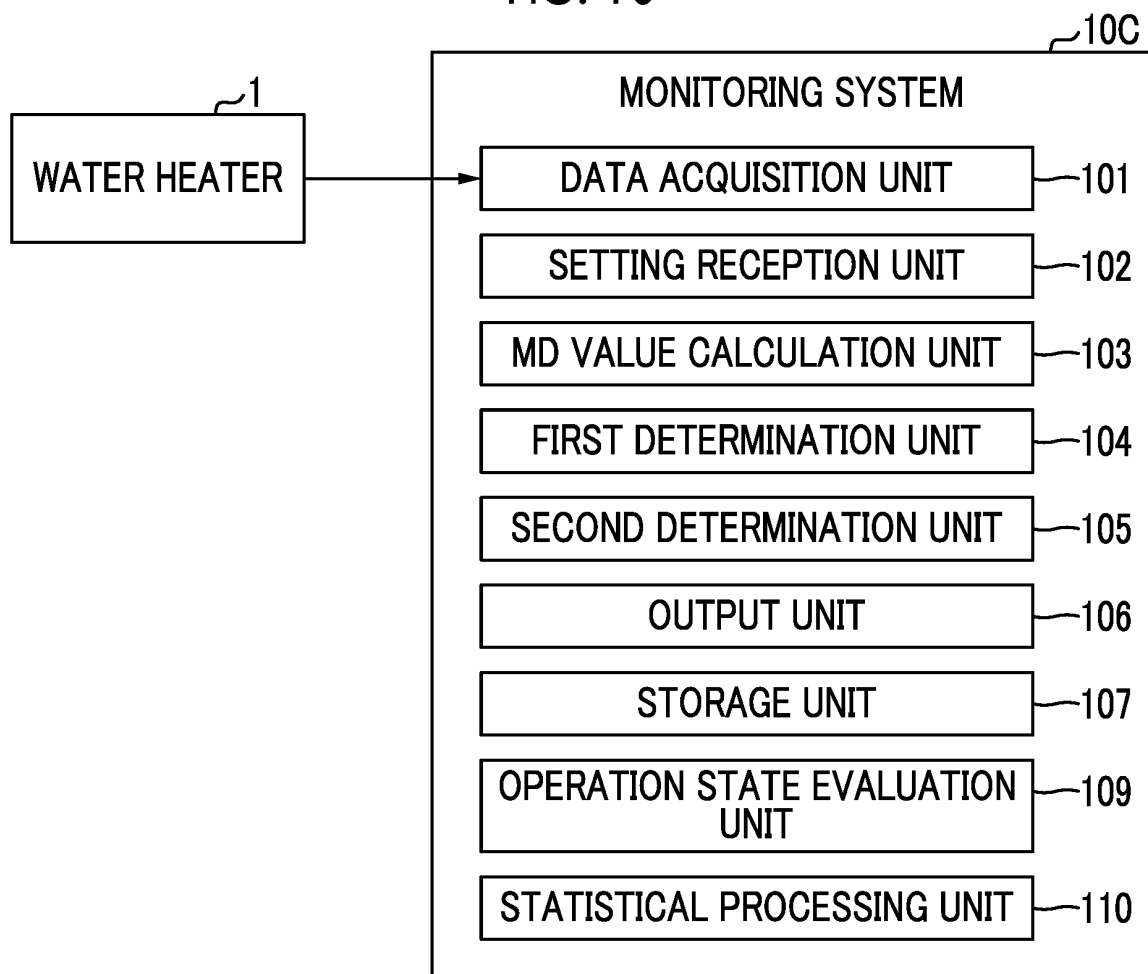 10C
1
MONITORING SYSTEM
WATER HEATER
DATA ACQUISITION UNIT
101
SETTING RECEPTION UNIT
102
MD VALUE CALCULATION UNIT
103
FIRST DETERMINATION UNIT
104
SECOND DETERMINATION UNIT
105
OUTPUT UNIT
106
STORAGE UNIT
107
OPERATION STATE EVALUATION
UNIT
109
STATISTICAL PROCESSING UNIT
110